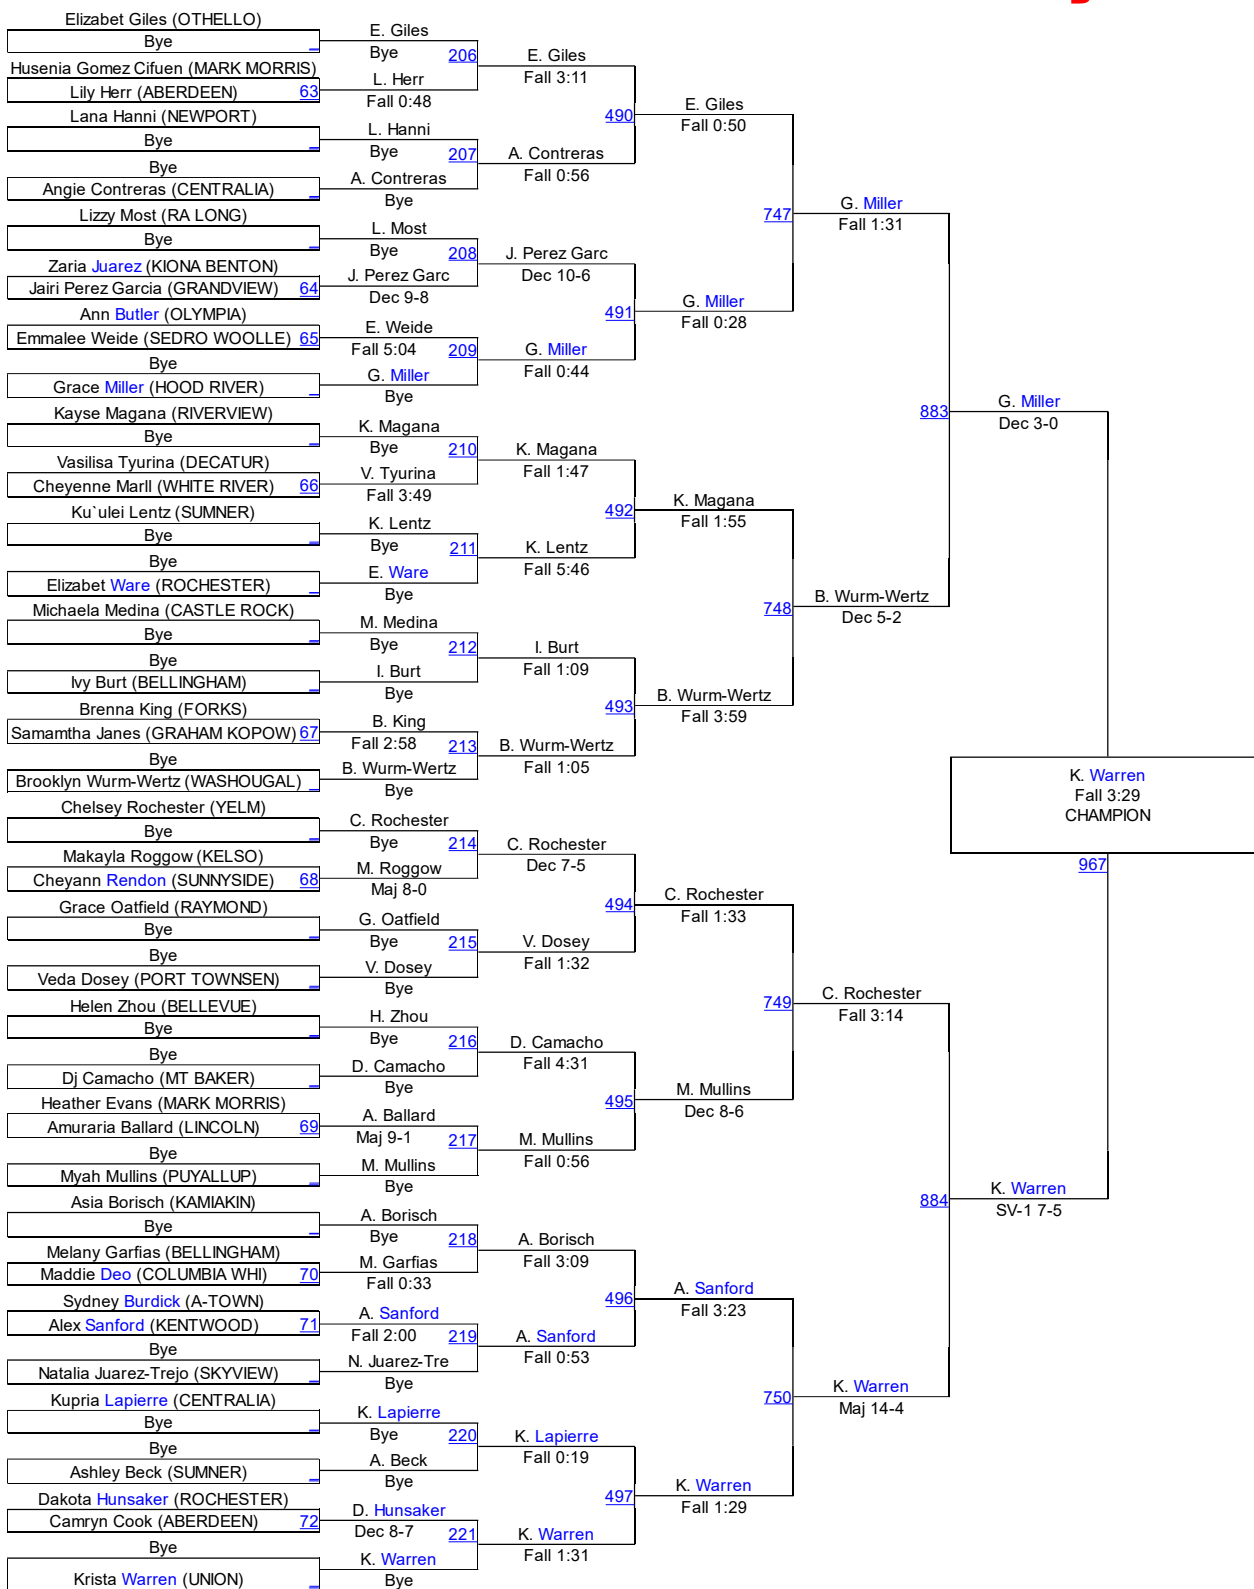 Elizabet Giles (OTHELLO)
Bye
Husenia Gomez Cifuen (MARK MORRIS)
Lily Herr (ABERDEEN) 63
Lana Hanni (NEWPORT)
Bye
Bye
Angie Contreras (CENTRALIA)
Lizzy Most (RA LONG)
Bye
Zaria Juarez (KIONA BENTON)
Jairi Perez Garcia (GRANDVIEW) 64
Ann Butler (OLYMPIA)
Emmalee Weide (SEDRO WOOLLE) 65
Bye
Grace Miller (HOOD RIVER)
Kayse Magana (RIVERVIEW)
Bye
Vasilisa Tyurina (DECATUR)
Cheyenne Marll (WHITE RIVER) 66
Ku`ulei Lentz (SUMNER)
Bye
Bye
Elizabet Ware (ROCHESTER)
Michaela Medina (CASTLE ROCK)
Bye
Bye
Ivy Burt (BELLINGHAM)
Brenna King (FORKS)
Samamtha Janes (GRAHAM KOPOW) 67
Bye
Brooklyn Wurm-Wertz (WASHOUGAL)
Chelsey Rochester (YELM)
Bye
Makayla Roggow (KELSO)
Cheyann Rendon (SUNNYSIDE) 68
Grace Oatfield (RAYMOND)
Bye
Bye
Veda Dosey (PORT TOWNSEN)
Helen Zhou (BELLEVUE)
Bye
Bye
Dj Camacho (MT BAKER)
Heather Evans (MARK MORRIS)
Amuraria Ballard (LINCOLN) 69
Bye
Myah Mullins (PUYALLUP)
Asia Borisch (KAMIAKIN)
Bye
Melany Garfias (BELLINGHAM)
Maddie Deo (COLUMBIA WHI) 70
Sydney Burdick (A-TOWN)
Alex Sanford (KENTWOOD) 71
Bye
Natalia Juarez-Trejo (SKYVIEW)
Kupria Lapierre (CENTRALIA)
Bye
Bye
Ashley Beck (SUMNER)
Dakota Hunsaker (ROCHESTER)
Camryn Cook (ABERDEEN) 72
Bye
Krista Warren (UNION)
E. Giles
Bye 206
L. Herr
Fall 0:48
L. Hanni
Bye 207
A. Contreras
Bye
L. Most
Bye 208
J. Perez Garc
Dec 9-8
E. Weide
Fall 5:04 209
G. Miller
Bye
K. Magana
Bye 210
V. Tyurina
Fall 3:49
K. Lentz
Bye 211
E. Ware
Bye
M. Medina
Bye 212
I. Burt
Bye
B. King
Fall 2:58 213
B. Wurm-Wertz
Bye
C. Rochester
Bye 214
M. Roggow
Maj 8-0
G. Oatfield
Bye 215
V. Dosey
Bye
H. Zhou
Bye 216
D. Camacho
Bye
A. Ballard
Maj 9-1 217
M. Mullins
Bye
A. Borisch
Bye 218
M. Garfias
Fall 0:33
A. Sanford
Fall 2:00 219
N. Juarez-Tre
Bye
K. Lapierre
Bye 220
A. Beck
Bye
D. Hunsaker
Dec 8-7 221
K. Warren
Bye
E. Giles
Fall 3:11
490
A. Contreras
Fall 0:56
J. Perez Garc
Dec 10-6
491
G. Miller
Fall 0:44
K. Magana
Fall 1:47
492
K. Lentz
Fall 5:46
I. Burt
Fall 1:09
493
B. Wurm-Wertz
Fall 1:05
C. Rochester
Dec 7-5
494
V. Dosey
Fall 1:32
D. Camacho
Fall 4:31
495
M. Mullins
Fall 0:56
A. Borisch
Fall 3:09
496
A. Sanford
Fall 0:53
K. Lapierre
Fall 0:19
497
K. Warren
Fall 1:31
E. Giles
Fall 0:50
747
G. Miller
Fall 0:28
K. Magana
Fall 1:55
748
B. Wurm-Wertz
Fall 3:59
C. Rochester
Fall 1:33
749
M. Mullins
Dec 8-6
A. Sanford
Fall 3:23
750
K. Warren
Fall 1:29
G. Miller
Fall 1:31
883
B. Wurm-Wertz
Dec 5-2
C. Rochester
Fall 3:14
884
K. Warren
Maj 14-4
G. Miller
Dec 3-0
K. Warren
SV-1 7-5
K. Warren
Fall 3:29
CHAMPION
967